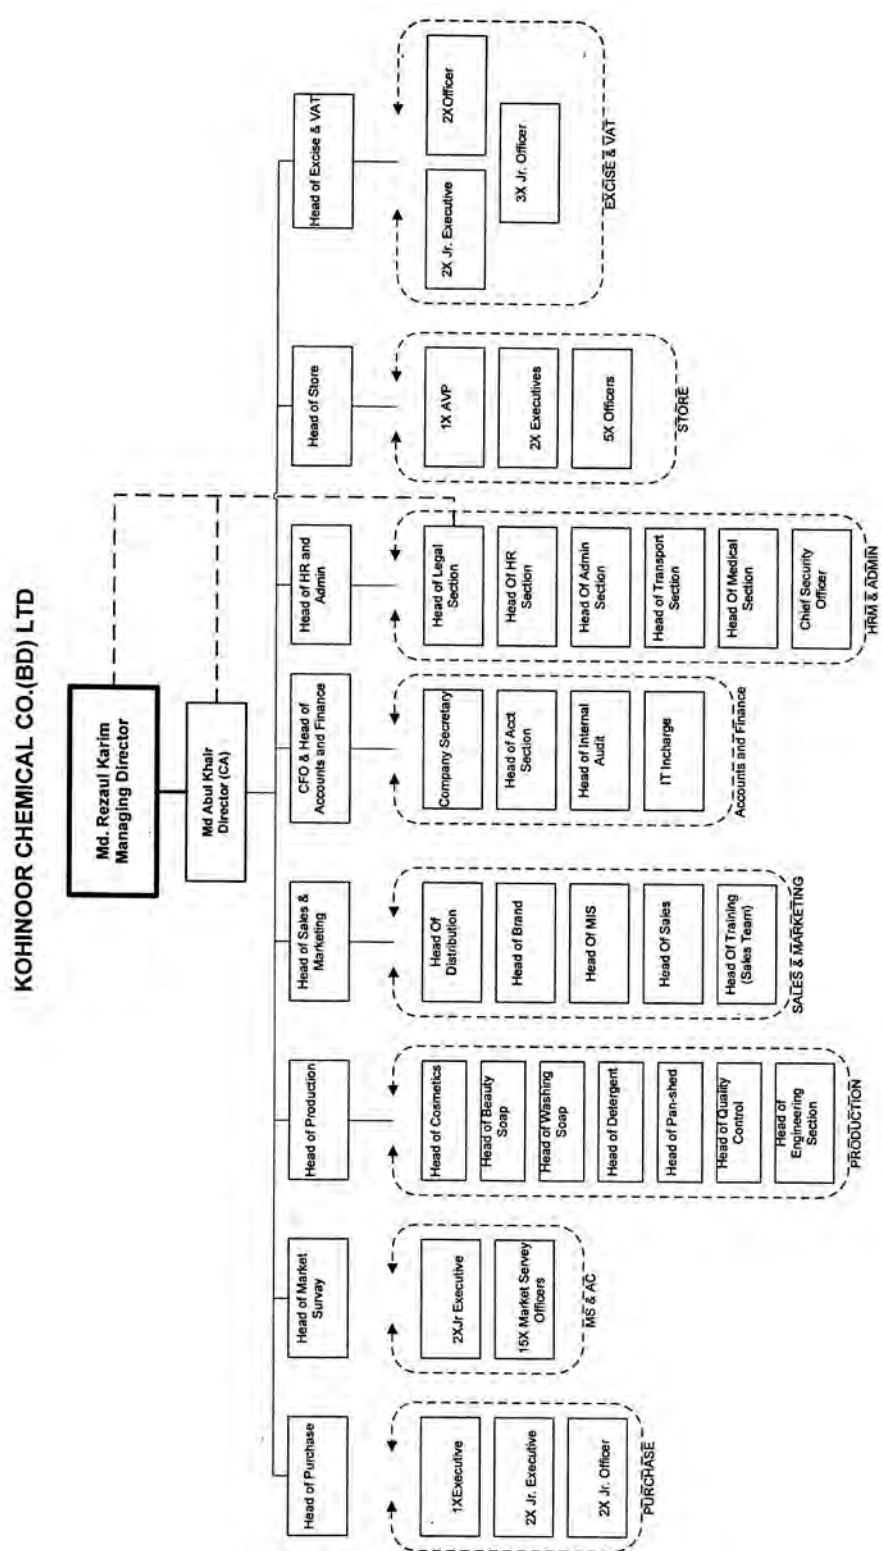 KOHINOOR CHEMICAL CO.(BD) LTD
Md. Rezaul Karim
Managing Director
Md Abul Khair
Director (CA)
Head of Purchase
Head of Market
Survay
Head of Production
Head of Sales &
Marketing
CFO & Head of
Accounts and Finance
Head of HR and
Admin
Head of Store
Head of Excise & VAT
1XExecutive
2X Jr. Executive
2X Jr. Officer
PURCHASE
2XJr Executive
15X Market Servey
Officers
MS & AC
Head of Cosmetics
Head of Beauty
Soap
Head of Washing
Soap
Head of Detergent
Head of Pan-shed
Head of Quality
Control
Head of
Engineering
Section
PRODUCTION
Head Of
Distribution
Head of Brand
Head Of MIS
Head Of Sales
Head Of Training
(Sales Team)
SALES & MARKETING
Company Secretary
Head of Acct
Section
Head of Internal
Audit
IT Incharge
Accounts and Finance
Head of Legal
Section
Head Of HR
Section
Head Of Admin
Section
Head of Transport
Section
Head Of Medical
Section
Chief Security
Officer
HRM & ADMIN
1X AVP
2X Executives
5X Officers
STORE
2X Jr. Executive
2XOfficer
3X Jr. Officer
EXCISE & VAT